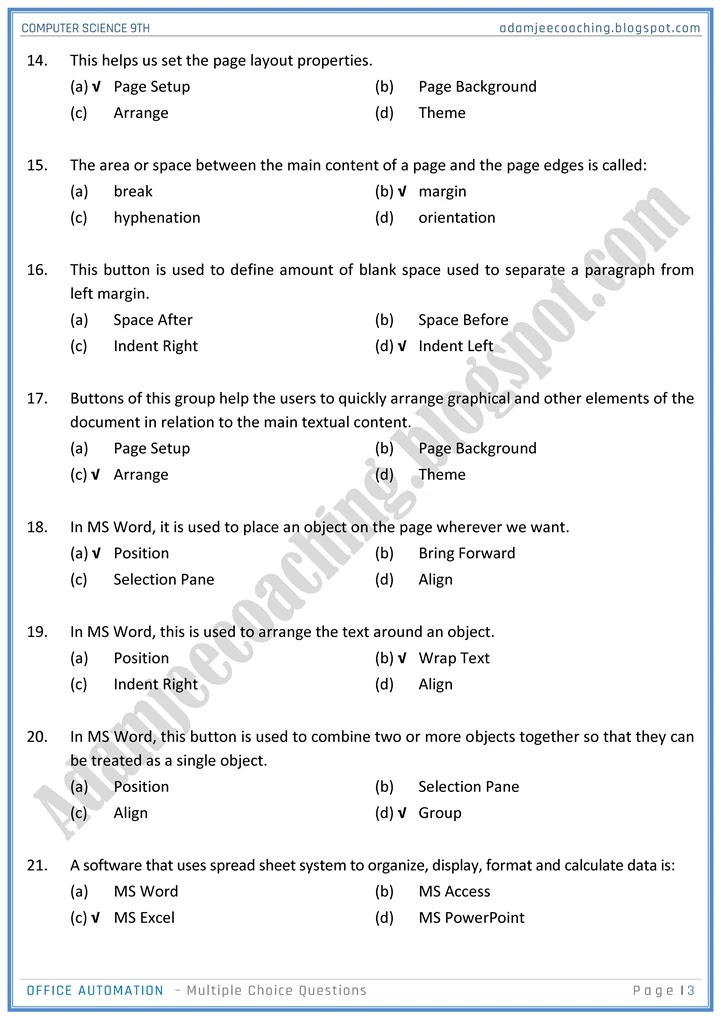 COMPUTER SCIENCE 9TH adamjeecoaching.blogspot.com
14. This helps us set the page layout properties.
(a) √ Page Setup (b) Page Background
(c) Arrange (d) Theme
15. The area or space between the main content of a page and the page edges is called:
(a) break (b) √ margin
(c) hyphenation (d) orientation
16. This button is used to define amount of blank space used to separate a paragraph from
left margin.
(a) Space After (b) Space Before
(c) Indent Right (d) √ Indent Left
17. Buttons of this group help the users to quickly arrange graphical and other elements of the
document in relation to the main textual content.
(a) Page Setup (b) Page Background
(c) √ Arrange (d) Theme
18. In MS Word, it is used to place an object on the page wherever we want.
(a) √ Position (b) Bring Forward
(c) Selection Pane (d) Align
19. In MS Word, this is used to arrange the text around an object.
(a) Position (b) √ Wrap Text
(c) Indent Right (d) Align
20. In MS Word, this button is used to combine two or more objects together so that they can
be treated as a single object.
(a) Position (b) Selection Pane
(c) Align (d) √ Group
21. A software that uses spread sheet system to organize, display, format and calculate data is:
(a) MS Word (b) MS Access
(c) √ MS Excel (d) MS PowerPoint
Adamjeecoaching.blogspot.com
OFFICE AUTOMATION – Multiple Choice Questions Page | 3